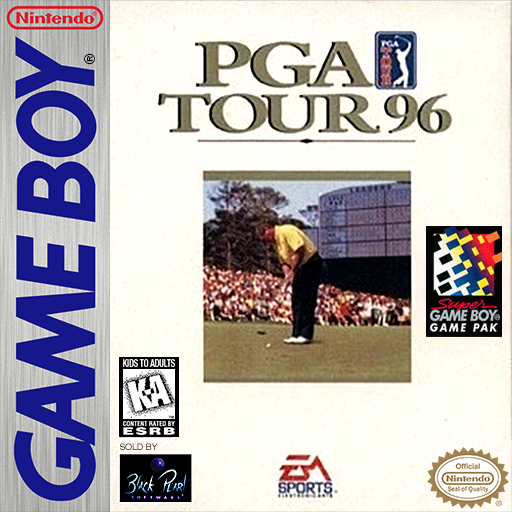 Nintendo
GAME BOY
®
PGA
TOUR 96
PGA
TOUR
LEADERS
Super
GAME BOY®
GAME PAK
KIDS TO ADULTS
K-A
CONTENT RATED BY
ESRB
SOLD BY
Black Pearl
SOFTWARE
EA
SPORTS
ELECTRONIC ARTS
Official
Nintendo
Seal of Quality